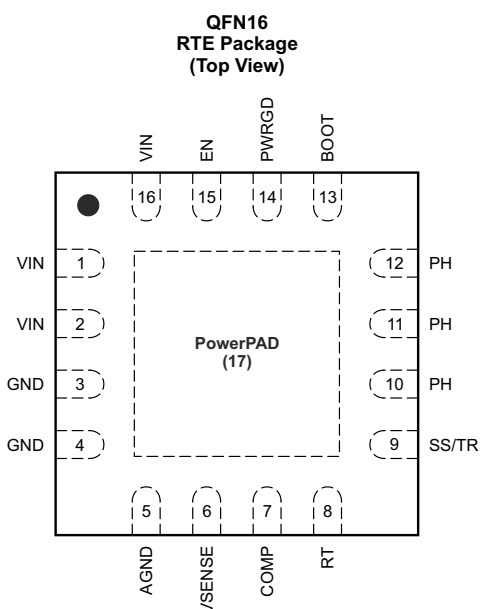 QFN16
RTE Package
(Top View)
VIN
EN
PWRGD
BOOT
16
15
14
13
VIN
1
12
PH
VIN
2
11
PH
PowerPAD
(17)
GND
3
10
PH
GND
4
9
SS/TR
5
6
7
8
AGND
/SENSE
COMP
RT